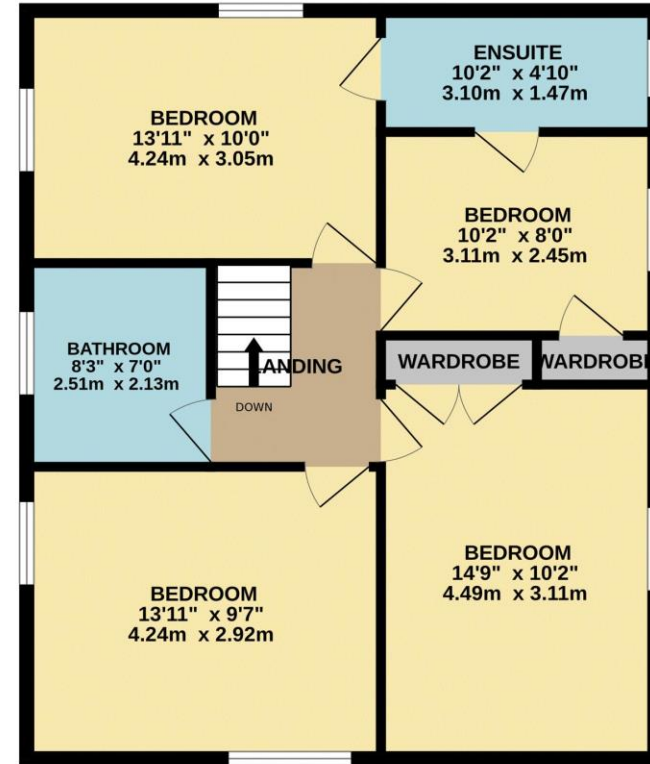 BEDROOM
13'11" x 10'0"
4.24m x 3.05m
ENSUITE
10'2" x 4'10"
3.10m x 1.47m
BEDROOM
10'2" x 8'0"
3.11m x 2.45m
BATHROOM
8'3" x 7'0"
2.51m x 2.13m
LANDING
DOWN
WARDROBE
WARDROBE
BEDROOM
13'11" x 9'7"
4.24m x 2.92m
BEDROOM
14'9" x 10'2"
4.49m x 3.11m